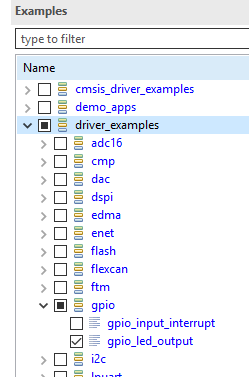 Examples
type to filter
Name
cmsis_driver_examples
demo_apps
driver_examples
adc16
cmp
dac
dspi
edma
enet
flash
flexcan
ftm
gpio
gpio_input_interrupt
gpio_led_output
i2c